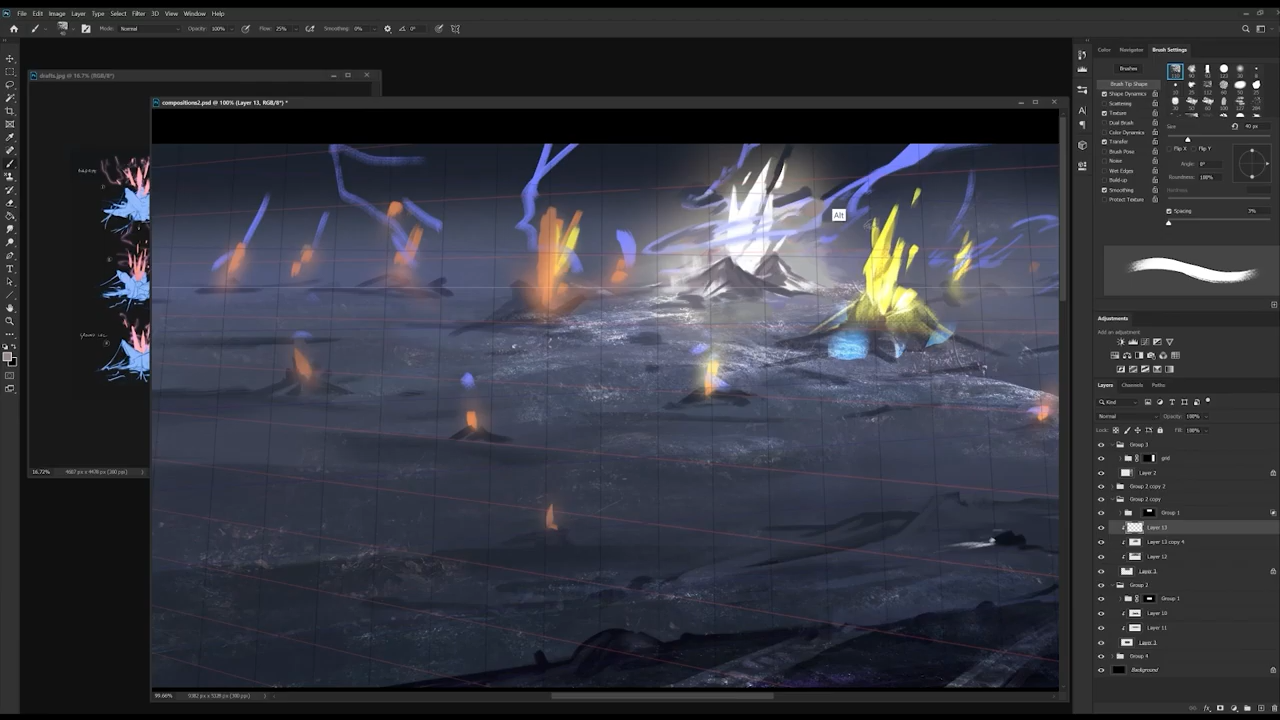 File Edit Image Layer Type Select Filter 3D View Window Help
Mode: Normal Opacity: 100% Flow: 25% Smoothing: 0% 0°
drafts.jpg @ 16.7% (RGB/8*)
compositions2.psd @ 100% (Layer 13, RGB/8*) *
Alt
16.72%
99.66%
Color Navigator Brush Settings
Brushes
Brush Tip Shape
Shape Dynamics
Scattering
Texture
Dual Brush
Color Dynamics
Transfer
Brush Pose
Noise
Wet Edges
Build-up
Smoothing
Protect Texture
Size 40 px
Flip X Flip Y
Angle: 0°
Roundness: 100%
Hardness
Spacing 3%
Adjustments
Add an adjustment
Layers Channels Paths
Kind
Normal Opacity: 100%
Lock: Fill: 100%
Group 3
grid
Layer 2
Group 2 copy 2
Group 2 copy
Group 1
Layer 13
Layer 13 copy 4
Layer 12
Layer 3
Group 2
Group 1
Layer 10
Layer 11
Layer 3
Group 4
Background